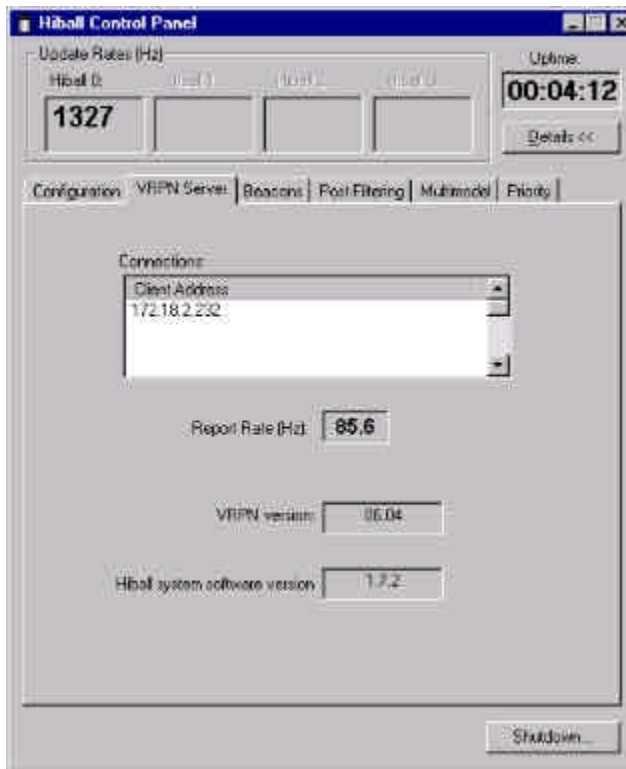 Hiball Control Panel
Update Rates (Hz)
Uptime:
Hiball 0:
1327
00:04:12
Details <<
Configuration VRPN Server Beacons Post-Filtering Multimodal Priority
Connections:
Client Address
172.18.2.232
Report Rate (Hz): 85.6
VRPN version: 06.04
Hiball system software version 1.2.2
Shutdown...